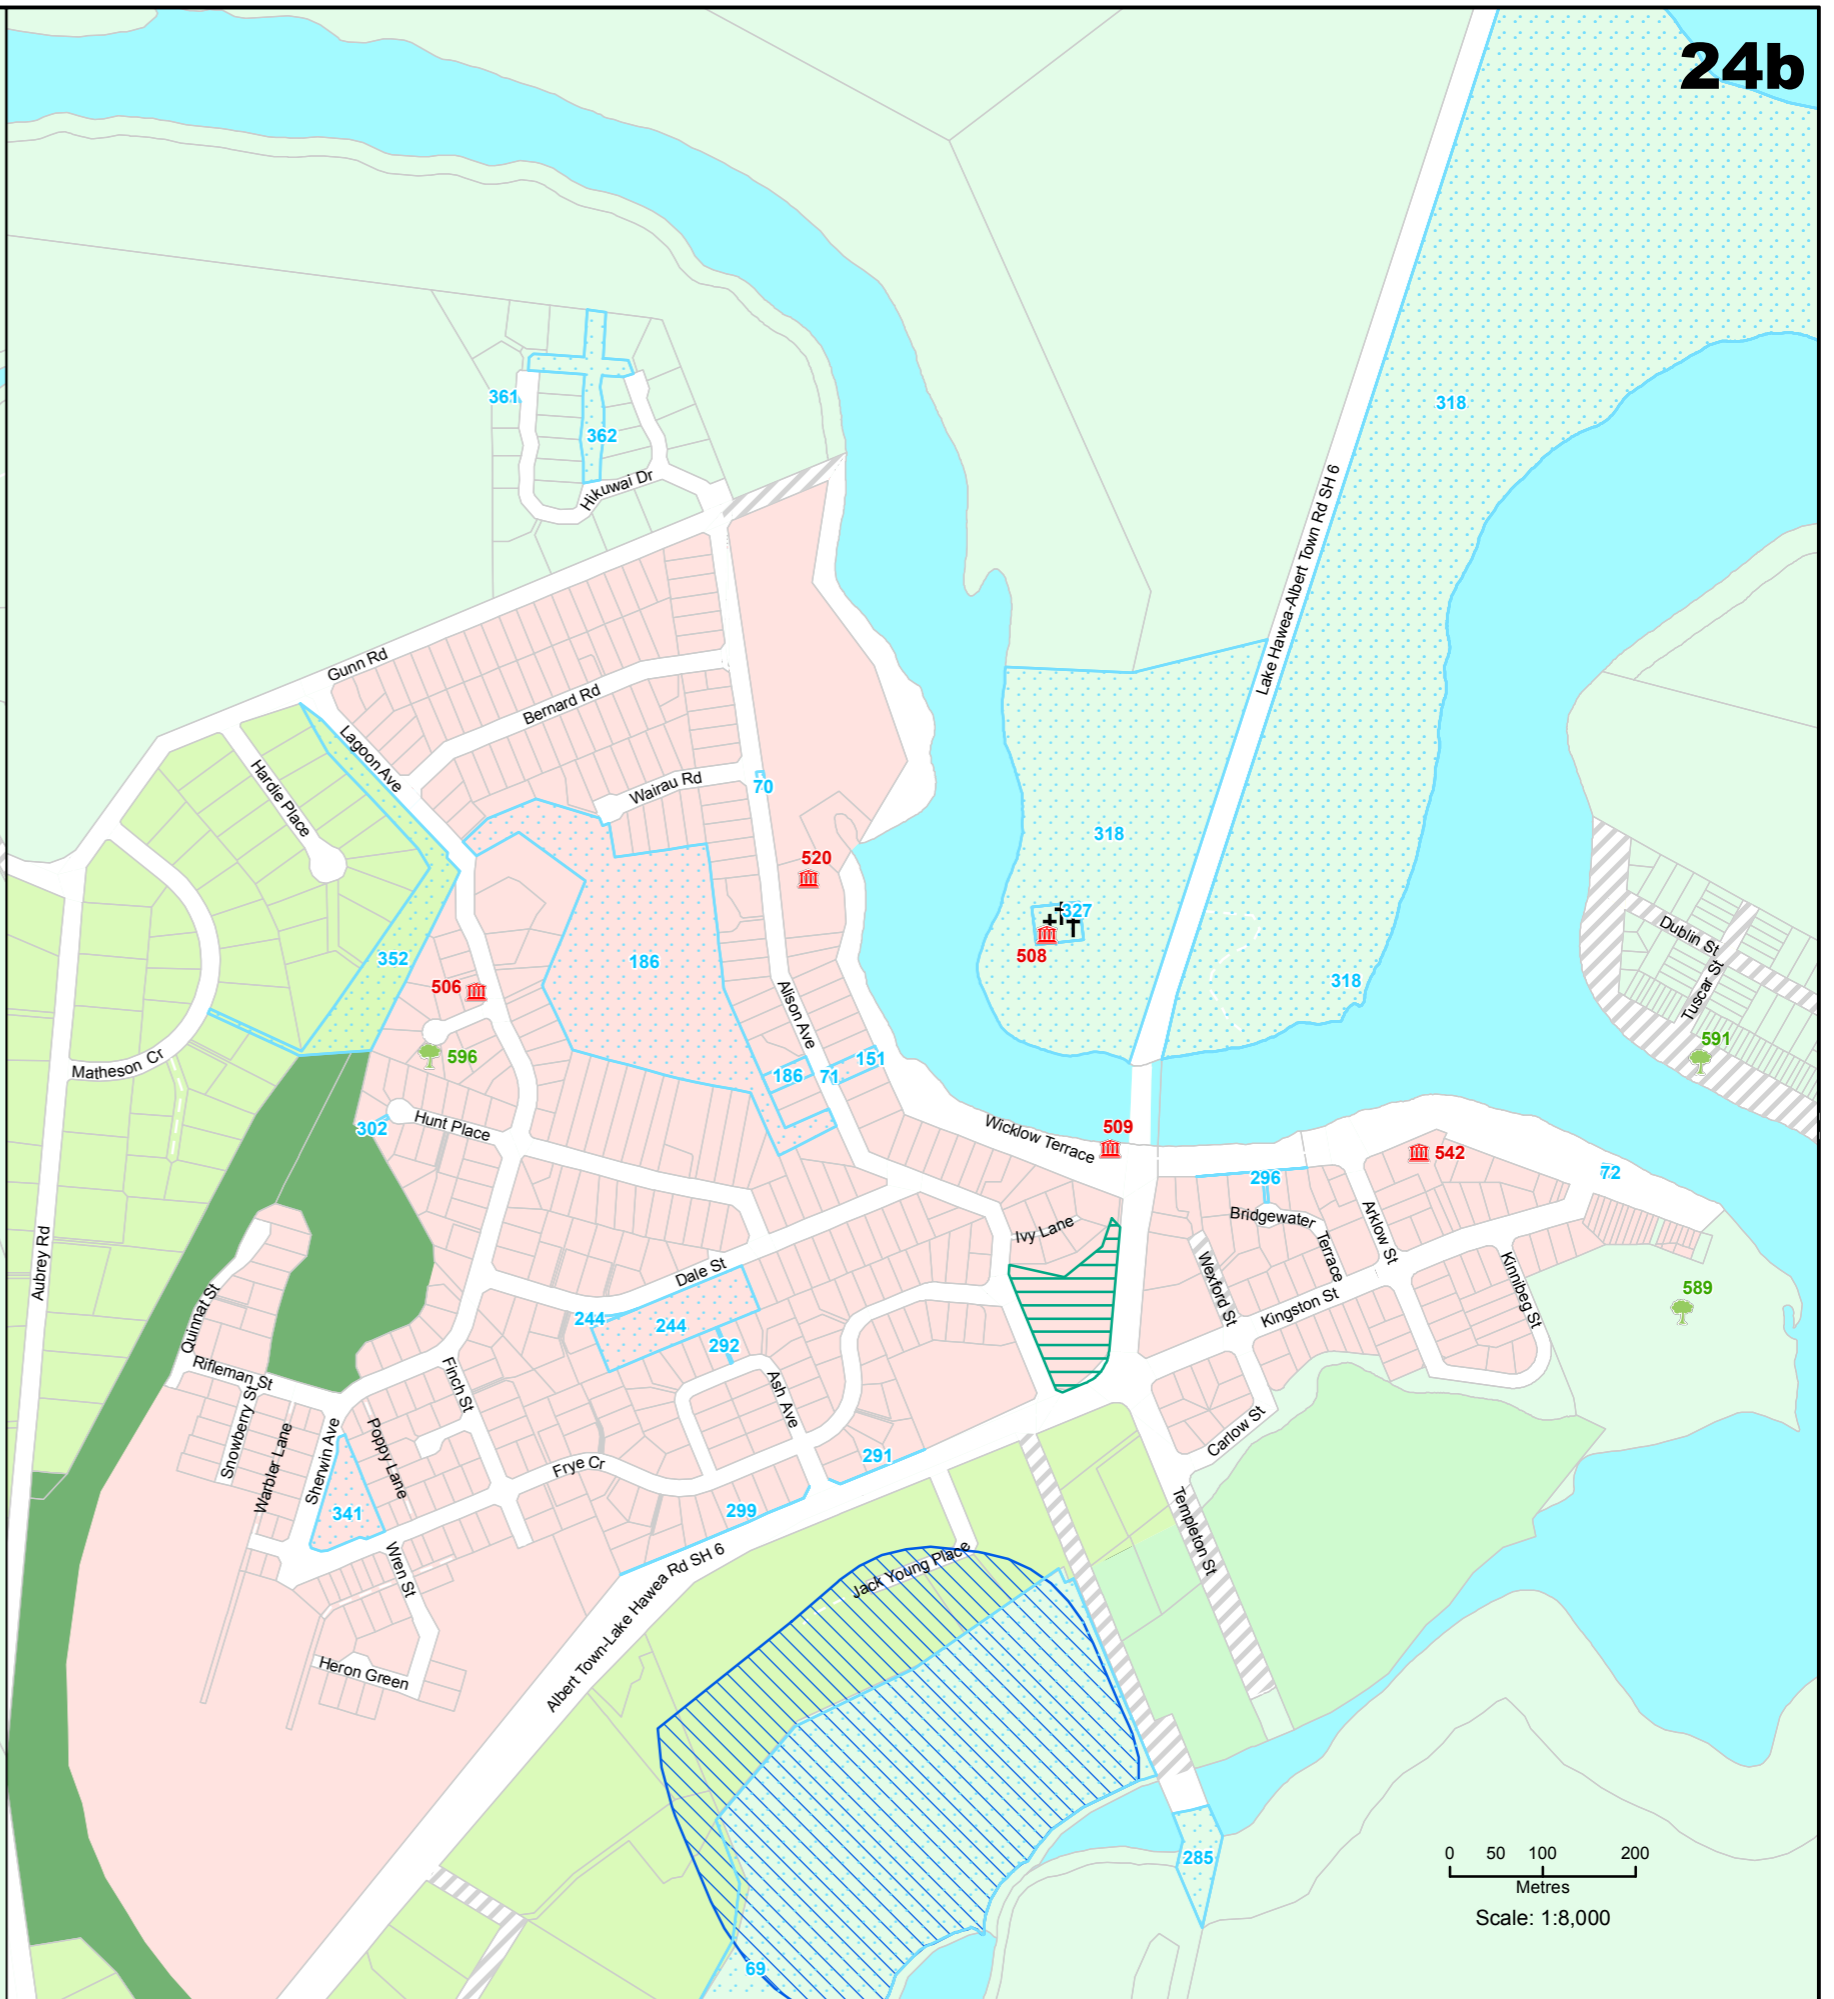 24b
361
362
Hikuwai Dr
318
Lake Hawea-Albert Town Rd SH 6
Gunn Rd
Bernard Rd
Lagoon Ave
Wairau Rd
70
Hardie Place
318
520
327
508
352
186
506
318
Alison Ave
Dublin St
Tuscar St
591
596
Matheson Cr
186
71
151
302
Hunt Place
Wicklow Terrace
509
542
296
72
Ivy Lane
Bridgewater
Terrace
Arklow St
Aubrey Rd
Dale St
Wexford St
Kinnibeg St
589
Quinnat St
244
244
292
Kingston St
Rifleman St
Finch St
Ash Ave
Snowberry St
Warbler Lane
Sherwin Ave
Poppy Lane
Carlow St
Frye Cr
291
341
299
Templeton St
Wren St
Albert Town-Lake Hawea Rd SH 6
Jack Young Place
Heron Green
285
69
0 50 100 200
Metres
Scale: 1:8,000